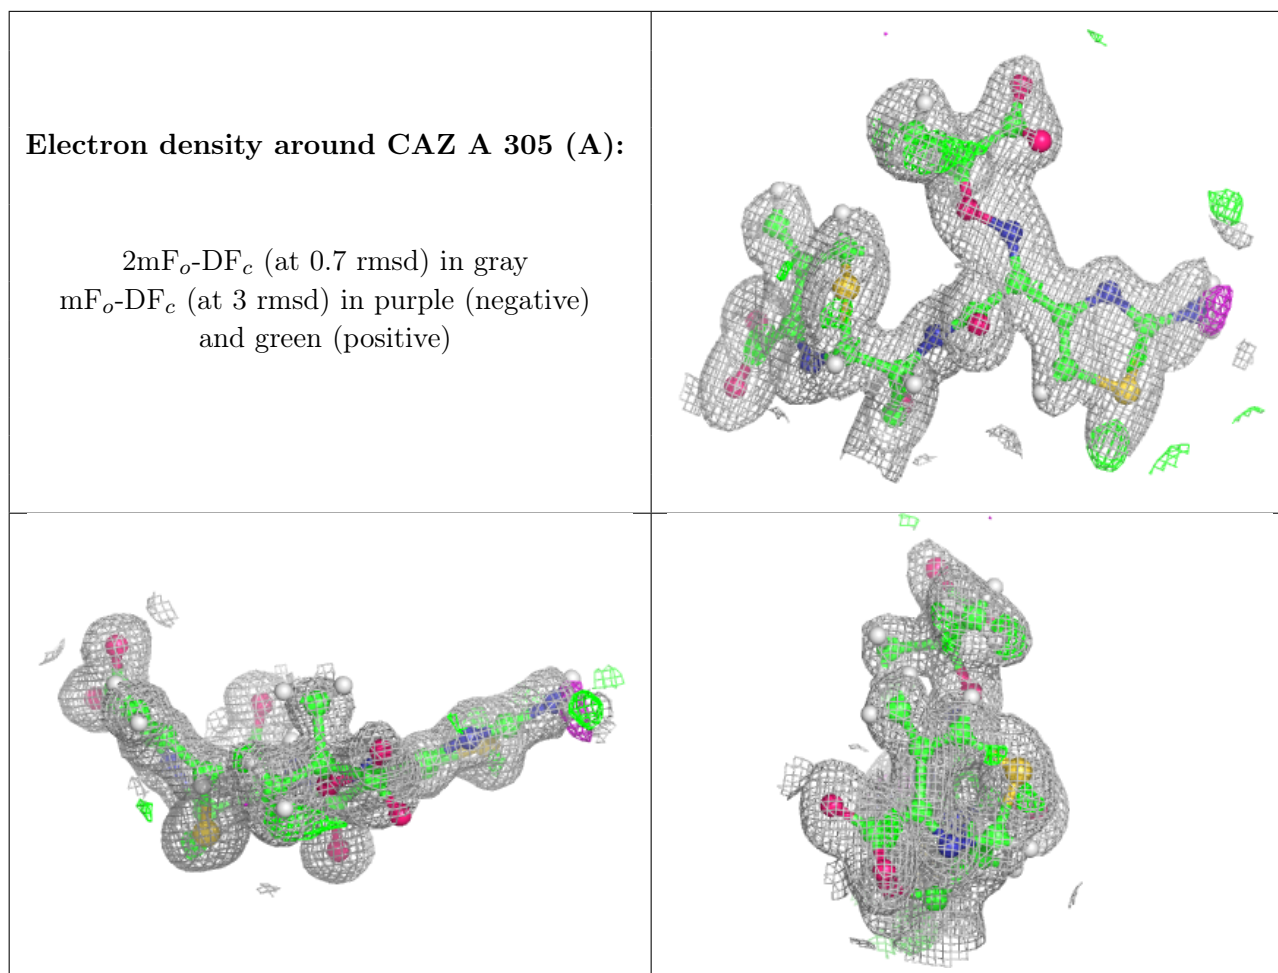 Electron density around CAZ A 305 (A):
2mFo-DFc (at 0.7 rmsd) in gray
mFo-DFc (at 3 rmsd) in purple (negative)
and green (positive)